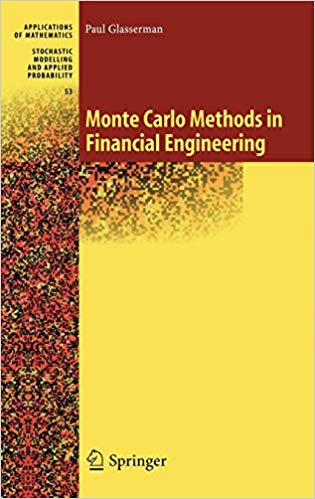 APPLICATIONS
OF MATHEMATICS
STOCHASTIC
MODELLING
AND APPLIED
PROBABILITY
53
Paul Glasserman
Monte Carlo Methods in
Financial Engineering
Springer